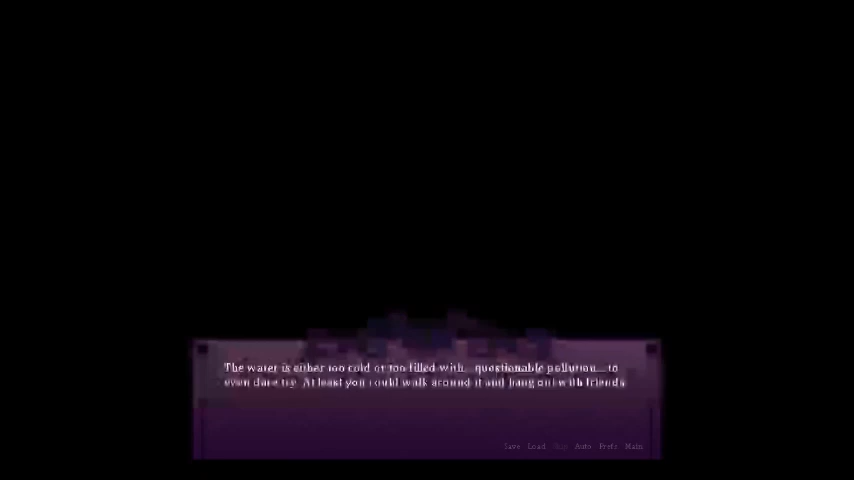 The water is either too cold or too filled with... questionable pollution... to
even dare try. At least you could walk around it and hang out with friends
Save Load Skip Auto Prefs Main